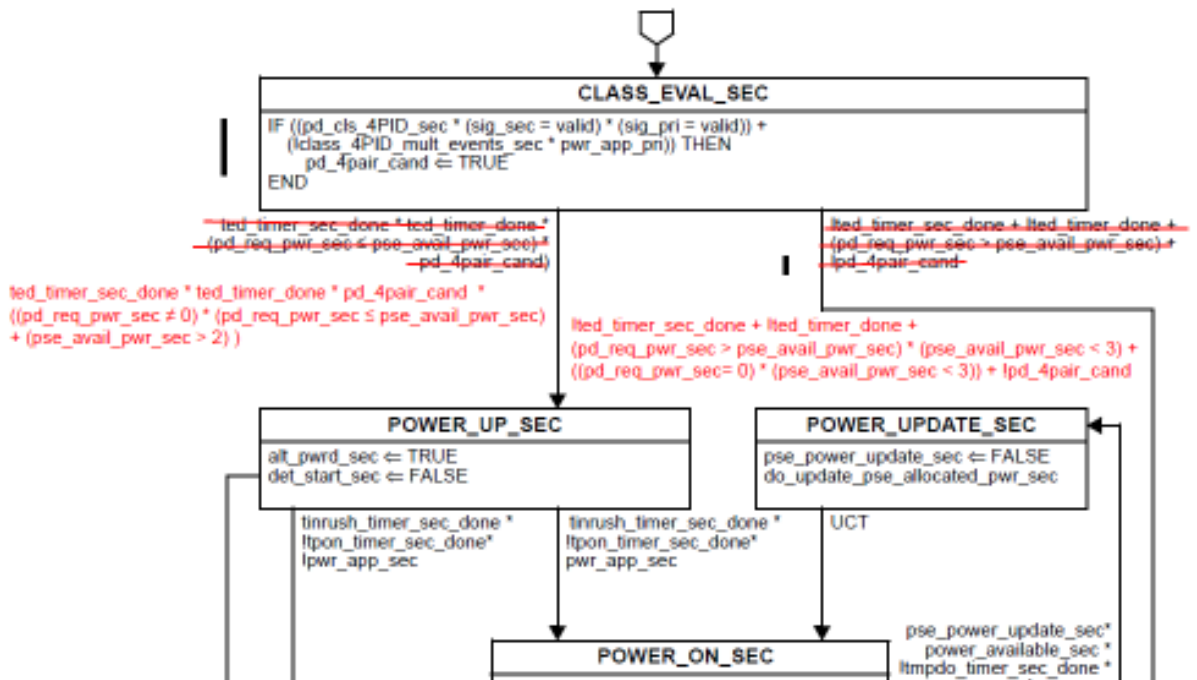 CLASS_EVAL_SEC
IF ((pd_cls_4PID_sec * (sig_sec = valid) * (sig_pri = valid)) +
(!class_4PID_mult_events_sec * pwr_app_pri)) THEN
pd_4pair_cand ⇐ TRUE
END
ted_timer_sec_done * ted_timer_done *
(pd_req_pwr_sec ≤ pse_avail_pwr_sec) *
pd_4pair_cand)
!ted_timer_sec_done + !ted_timer_done +
(pd_req_pwr_sec > pse_avail_pwr_sec) +
!pd_4pair_cand
ted_timer_sec_done * ted_timer_done * pd_4pair_cand *
((pd_req_pwr_sec ≠ 0) * (pd_req_pwr_sec ≤ pse_avail_pwr_sec)
+ (pse_avail_pwr_sec > 2) )
!ted_timer_sec_done + !ted_timer_done +
(pd_req_pwr_sec > pse_avail_pwr_sec) * (pse_avail_pwr_sec < 3) +
((pd_req_pwr_sec= 0) * (pse_avail_pwr_sec < 3)) + !pd_4pair_cand
POWER_UP_SEC
alt_pwrd_sec ⇐ TRUE
det_start_sec ⇐ FALSE
POWER_UPDATE_SEC
pse_power_update_sec ⇐ FALSE
do_update_pse_allocated_pwr_sec
tinrush_timer_sec_done *
!tpon_timer_sec_done*
!pwr_app_sec
tinrush_timer_sec_done *
!tpon_timer_sec_done*
pwr_app_sec
UCT
pse_power_update_sec*
power_available_sec *
!tmpdo_timer_sec_done *
POWER_ON_SEC